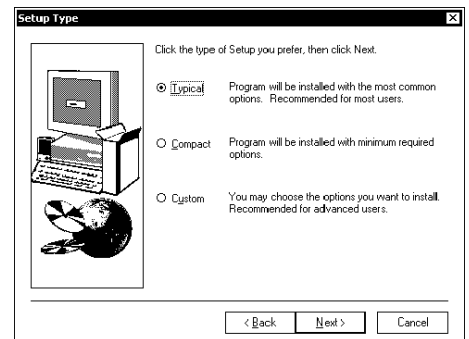 Setup Type
Click the type of Setup you prefer, then click Next.
Typical
Program will be installed with the most common
options. Recommended for most users.
Compact
Program will be installed with minimum required
options.
Custom
You may choose the options you want to install.
Recommended for advanced users.
< Back
Next >
Cancel